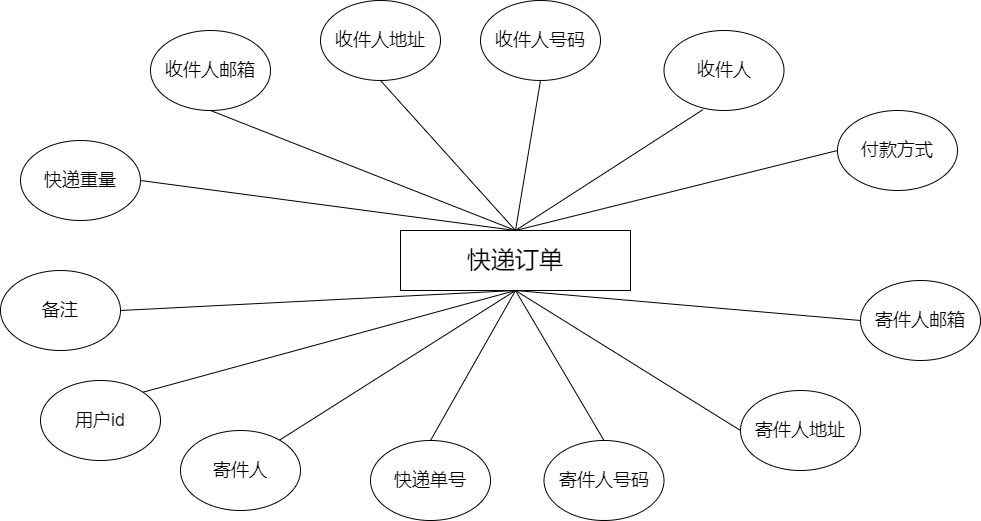 收件人地址
收件人号码
收件人邮箱
收件人
付款方式
快递重量
快递订单
备注
寄件人邮箱
用户id
寄件人地址
寄件人
快递单号
寄件人号码